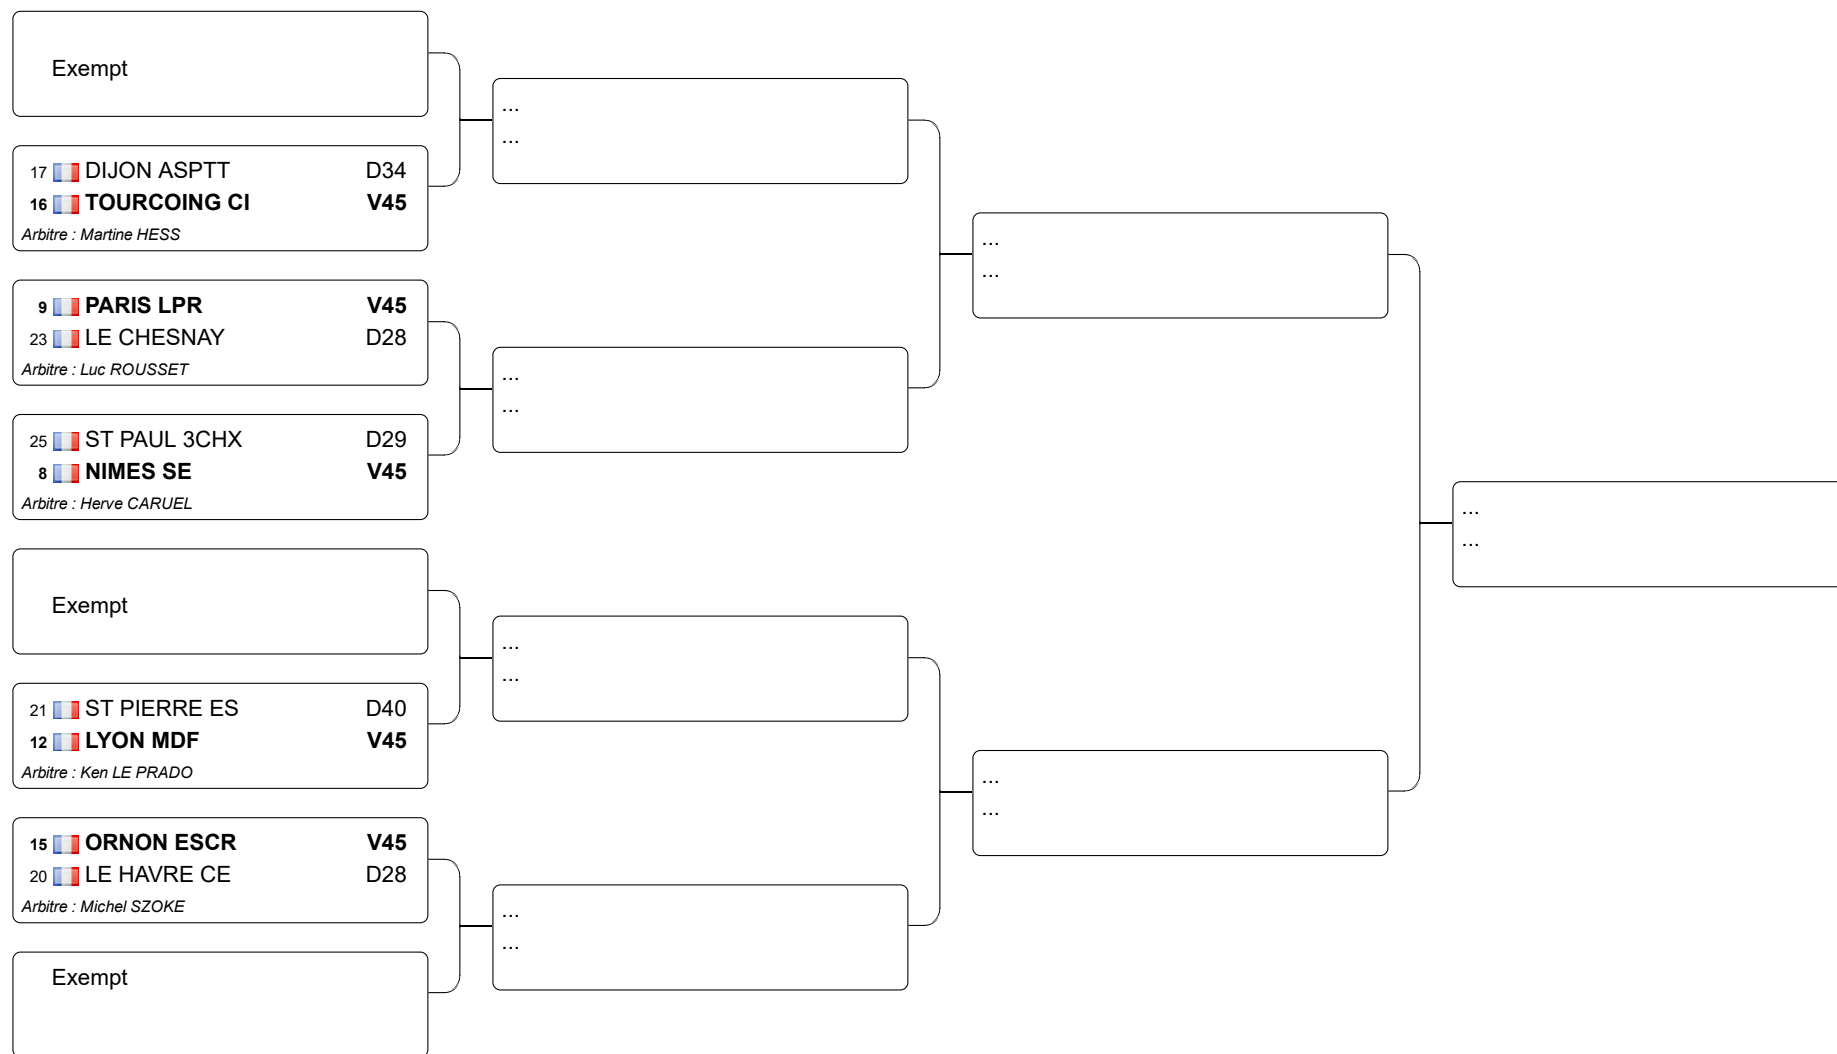 Exempt
17 DIJON ASPTT D34
16 TOURCOING CI V45
Arbitre : Martine HESS
9 PARIS LPR V45
23 LE CHESNAY D28
Arbitre : Luc ROUSSET
25 ST PAUL 3CHX D29
8 NIMES SE V45
Arbitre : Herve CARUEL
Exempt
21 ST PIERRE ES D40
12 LYON MDF V45
Arbitre : Ken LE PRADO
15 ORNON ESCR V45
20 LE HAVRE CE D28
Arbitre : Michel SZOKE
Exempt
...
...
...
...
...
...
...
...
...
...
...
...
...
...